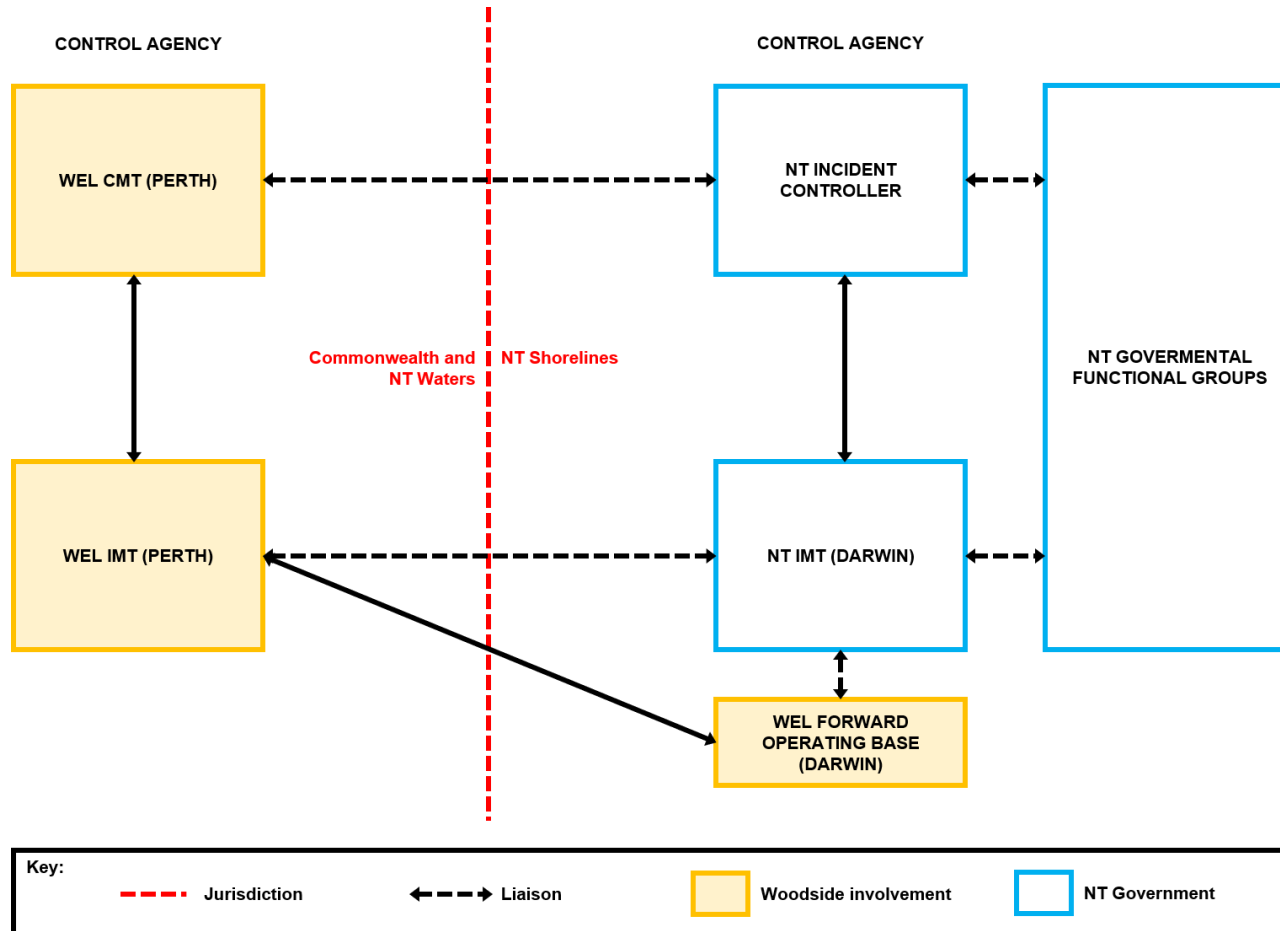 CONTROL AGENCY
CONTROL AGENCY
WEL CMT (PERTH)
NT INCIDENT
CONTROLLER
NT GOVERMENTAL
FUNCTIONAL GROUPS
Commonwealth and
NT Waters
NT Shorelines
WEL IMT (PERTH)
NT IMT (DARWIN)
WEL FORWARD
OPERATING BASE
(DARWIN)
Key:
Jurisdiction
Liaison
Woodside involvement
NT Government